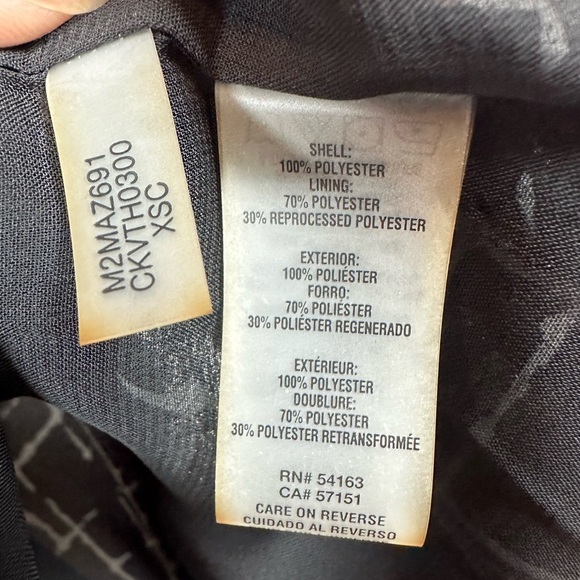 M2MAZ691
CKVTH0300
XSC
SHELL:
100% POLYESTER
LINING:
70% POLYESTER
30% REPROCESSED POLYESTER
EXTERIOR:
100% POLIÉSTER
FORRO:
70% POLIÉSTER
30% POLIÉSTER REGENERADO
EXTÉRIEUR:
100% POLYESTER
DOUBLURE:
70% POLYESTER
30% POLYESTER RETRANSFORMÉE
RN# 54163
CA# 57151
CARE ON REVERSE
CUIDADO AL REVERSO